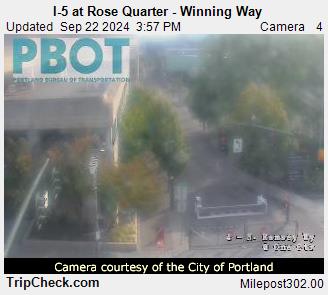 I-5 at Rose Quarter - Winning Way
Updated Sep 22 2024 3:57 PM Camera 4
PBOT
PORTLAND BUREAU OF TRANSPORTATION
Camera courtesy of the City of Portland
TripCheck.com Milepost302.00